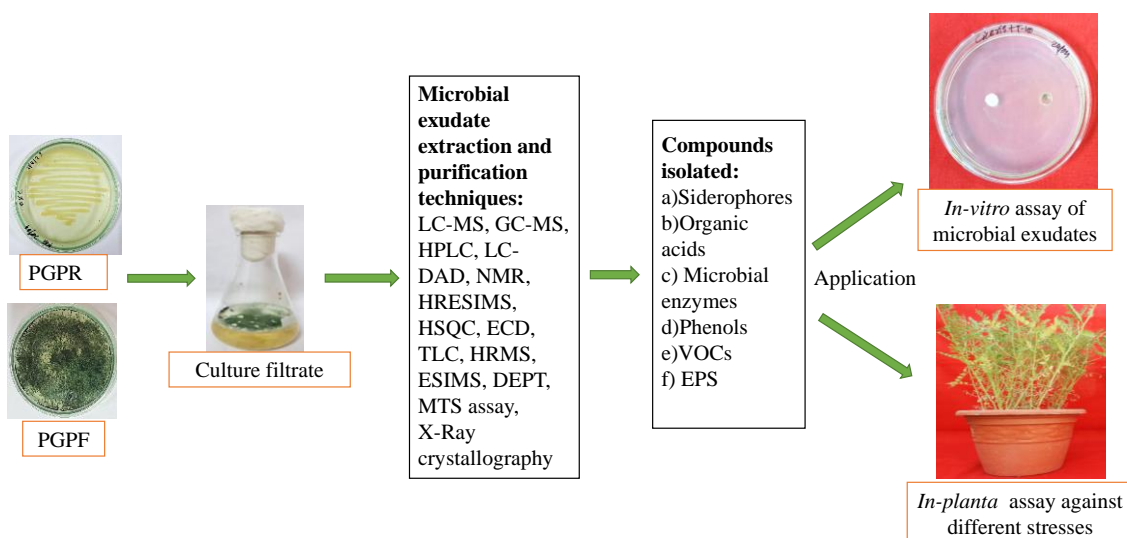 PGPR
PGPF
Culture filtrate
Microbial
exudate
extraction and
purification
techniques:
LC-MS, GC-MS,
HPLC, LC-
DAD, NMR,
HRESIMS,
HSQC, ECD,
TLC, HRMS,
ESIMS, DEPT,
MTS assay,
X-Ray
crystallography
Compounds
isolated:
a)Siderophores
b)Organic
acids
c) Microbial
enzymes
d)Phenols
e)VOCs
f) EPS
Application
In-vitro assay of
microbial exudates
In-planta assay against
different stresses